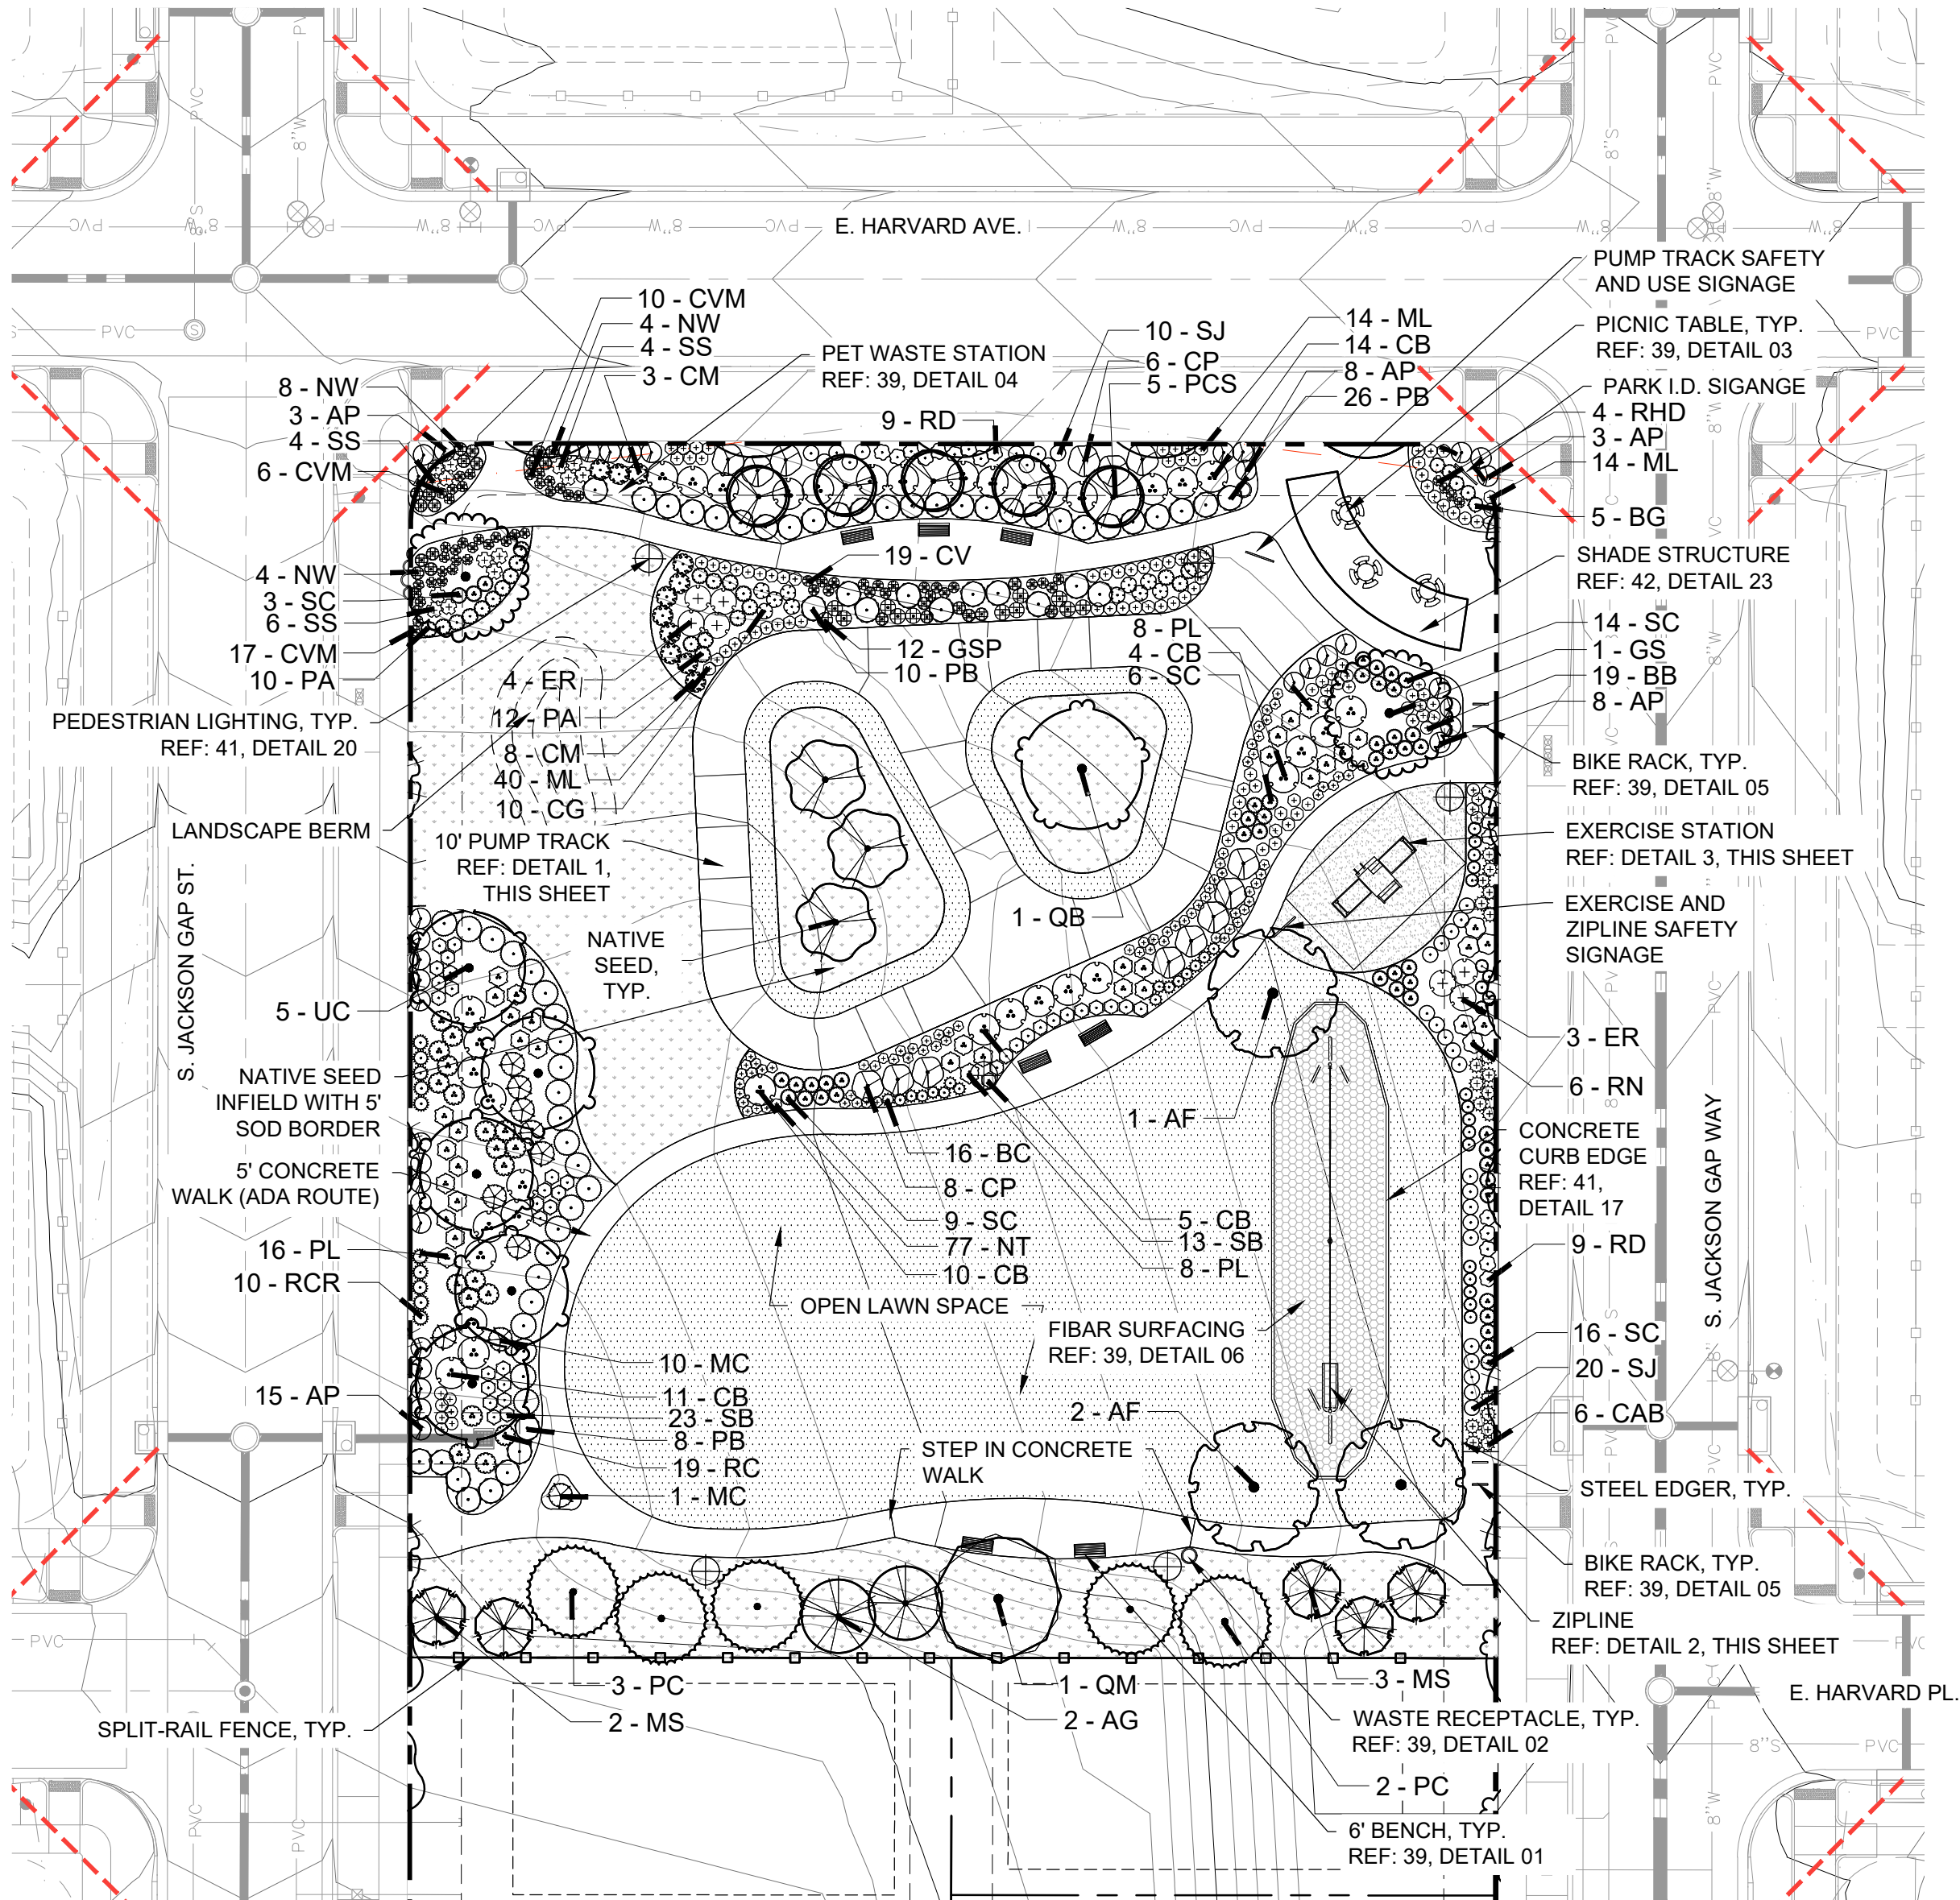 E. HARVARD AVE.
PUMP TRACK SAFETY
AND USE SIGNAGE
PICNIC TABLE, TYP.
REF: 39, DETAIL 03
PARK I.D. SIGANGE
4 - RHD
3 - AP
14 - ML
5 - BG
SHADE STRUCTURE
REF: 42, DETAIL 23
14 - SC
1 - GS
19 - BB
8 - AP
BIKE RACK, TYP.
REF: 39, DETAIL 05
EXERCISE STATION
REF: DETAIL 3, THIS SHEET
EXERCISE AND
ZIPLINE SAFETY
SIGNAGE
3 - ER
6 - RN
CONCRETE
CURB EDGE
REF: 41,
DETAIL 17
9 - RD
16 - SC
20 - SJ
6 - CAB
STEEL EDGER, TYP.
BIKE RACK, TYP.
REF: 39, DETAIL 05
ZIPLINE
REF: DETAIL 2, THIS SHEET
E. HARVARD PL.
S. JACKSON GAP WAY
10 - CVM
4 - NW
4 - SS
3 - CM
PET WASTE STATION
REF: 39, DETAIL 04
9 - RD
10 - SJ
6 - CP
5 - PCS
14 - ML
14 - CB
8 - AP
26 - PB
8 - NW
3 - AP
4 - SS
6 - CVM
4 - NW
3 - SC
6 - SS
17 - CVM
10 - PA
PEDESTRIAN LIGHTING, TYP.
REF: 41, DETAIL 20
LANDSCAPE BERM
S. JACKSON GAP ST.
19 - CV
12 - GSP
10 - PB
4 - ER
12 - PA
8 - CM
40 - ML
10 - CG
10' PUMP TRACK
REF: DETAIL 1,
THIS SHEET
NATIVE
SEED,
TYP.
8 - PL
4 - CB
6 - SC
1 - QB
5 - UC
NATIVE SEED
INFIELD WITH 5'
SOD BORDER
5' CONCRETE
WALK (ADA ROUTE)
16 - PL
10 - RCR
15 - AP
1 - AF
16 - BC
8 - CP
9 - SC
77 - NT
10 - CB
5 - CB
13 - SB
8 - PL
OPEN LAWN SPACE
FIBAR SURFACING
REF: 39, DETAIL 06
10 - MC
11 - CB
23 - SB
8 - PB
19 - RC
1 - MC
2 - AF
STEP IN CONCRETE
WALK
3 - PC
2 - MS
1 - QM
2 - AG
3 - MS
SPLIT-RAIL FENCE, TYP.
WASTE RECEPTACLE, TYP.
REF: 39, DETAIL 02
2 - PC
6' BENCH, TYP.
REF: 39, DETAIL 01
PVC
PVC
PVC
PVC
8"W
8"W
8"W
8"S
8"W
8"S
PVC